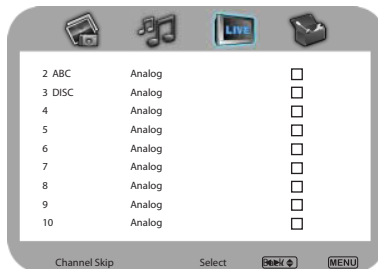 LIVE
2 ABC Analog
3 DISC Analog
4 Analog
5 Analog
6 Analog
7 Analog
8 Analog
9 Analog
10 Analog
Channel Skip Select MENU